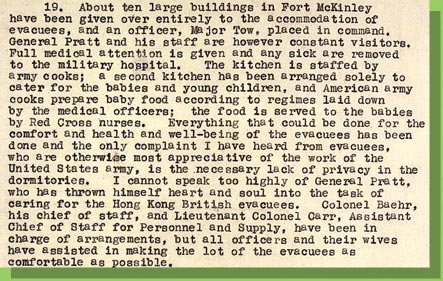 19. About ten large buildings in Fort McKinley
have been given over entirely to the accommodation of
evacuees, and an officer, Major Tow, placed in command.
General Pratt and his staff are however constant visitors.
Full medical attention is given and any sick are removed
to the military hospital. The kitchen is staffed by
army cooks; a second kitchen has been arranged solely to
cater for the babies and young children, and American army
cooks prepare baby food according to regimes laid down
by the medical officers; the food is served to the babies
by Red Cross nurses. Everything that could be done for the
comfort and health and well-being of the evacuees has been
done and the only complaint I have heard from evacuees,
who are otherwise most appreciative of the work of the
United States army, is the necessary lack of privacy in the
dormitories. I cannot speak too highly of General Pratt,
who has thrown himself heart and soul into the task of
caring for the Hong Kong British evacuees. Colonel Baehr,
his chief of staff, and Lieutenant Colonel Carr, Assistant
Chief of Staff for Personnel and Supply, have been in
charge of arrangements, but all officers and their wives
have assisted in making the lot of the evacuees as
comfortable as possible.